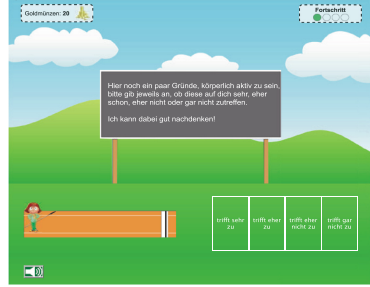 Goldmünzen: 20
Fortschritt
Hier noch ein paar Gründe, körperlich aktiv zu sein,
bitte gib jeweils an, ob diese auf dich sehr, eher
schon, eher nicht oder gar nicht zutreffen.
Ich kann dabei gut nachdenken!
trifft sehr zu
trifft eher zu
trifft eher nicht zu
trifft gar nicht zu